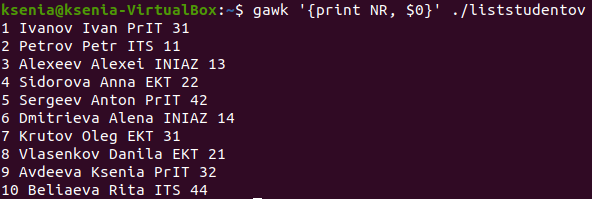 ksenia@ksenia-VirtualBox:~$ gawk '{print NR, $0}' ./liststudentov
1 Ivanov Ivan PrIT 31
2 Petrov Petr ITS 11
3 Alexeev Alexei INIAZ 13
4 Sidorova Anna EKT 22
5 Sergeev Anton PrIT 42
6 Dmitrieva Alena INIAZ 14
7 Krutov Oleg EKT 31
8 Vlasenkov Danila EKT 21
9 Avdeeva Ksenia PrIT 32
10 Beliaeva Rita ITS 44